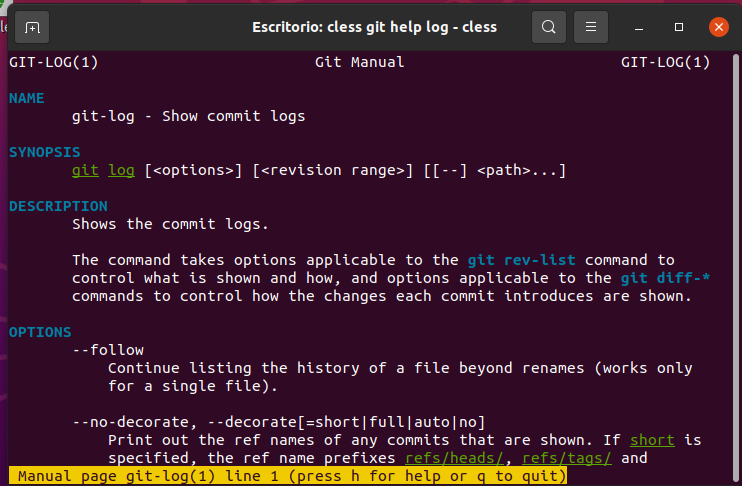 Escritorio: cless git help log - cless
GIT-LOG(1) Git Manual GIT-LOG(1)
NAME
git-log - Show commit logs
SYNOPSIS
git log [<options>] [<revision range>] [[--] <path>...]
DESCRIPTION
Shows the commit logs.
The command takes options applicable to the git rev-list command to
control what is shown and how, and options applicable to the git diff-*
commands to control how the changes each commit introduces are shown.
OPTIONS
--follow
Continue listing the history of a file beyond renames (works only
for a single file).
--no-decorate, --decorate[=short|full|auto|no]
Print out the ref names of any commits that are shown. If short is
specified, the ref name prefixes refs/heads/, refs/tags/ and
Manual page git-log(1) line 1 (press h for help or q to quit)